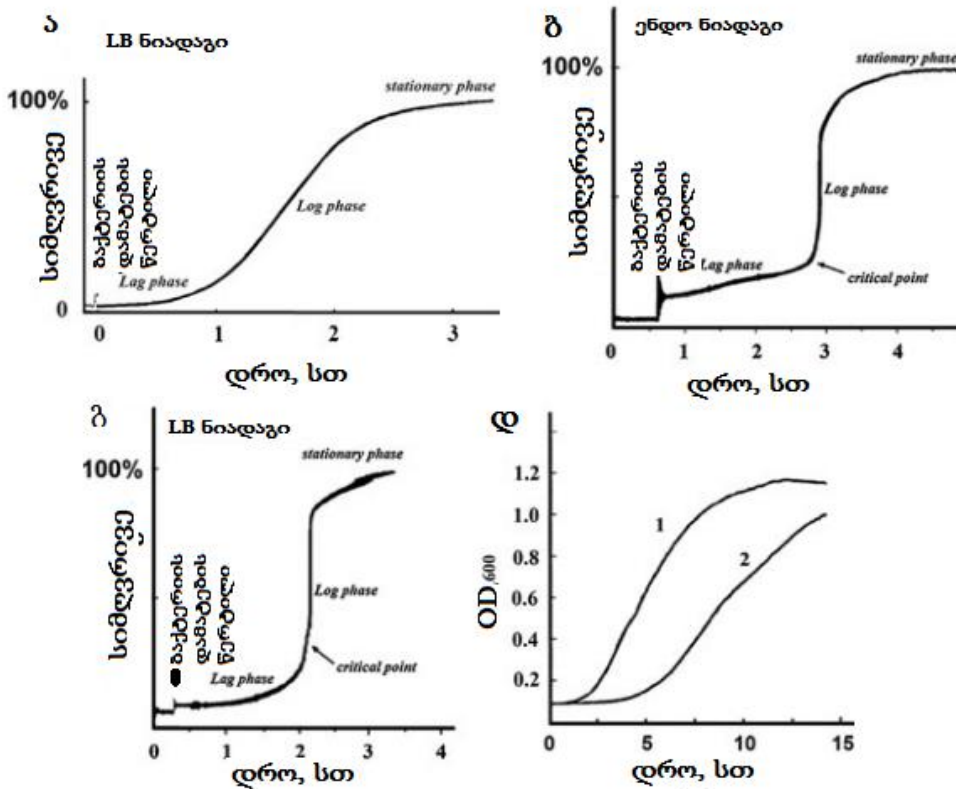 ა
LB ნიადაგი
100%
0
სიმღვრივე
ბაქტერიის
დამატების
წერტილი
Lag phase
Log phase
stationary phase
0 1 2 3
დრო, სთ
ბ
ენდო ნიადაგი
100%
სიმღვრივე
ბაქტერიის
დამატების
წერტილი
Lag phase
Log phase
stationary phase
critical point
0 1 2 3 4
დრო, სთ
გ
LB ნიადაგი
100%
სიმღვრივე
ბაქტერიის
დამატების
წერტილი
Lag phase
Log phase
stationary phase
critical point
0 1 2 3 4
დრო, სთ
დ
1.2
1.0
0.8
0.6
0.4
0.2
OD,600
1
2
0 5 10 15
დრო, სთ